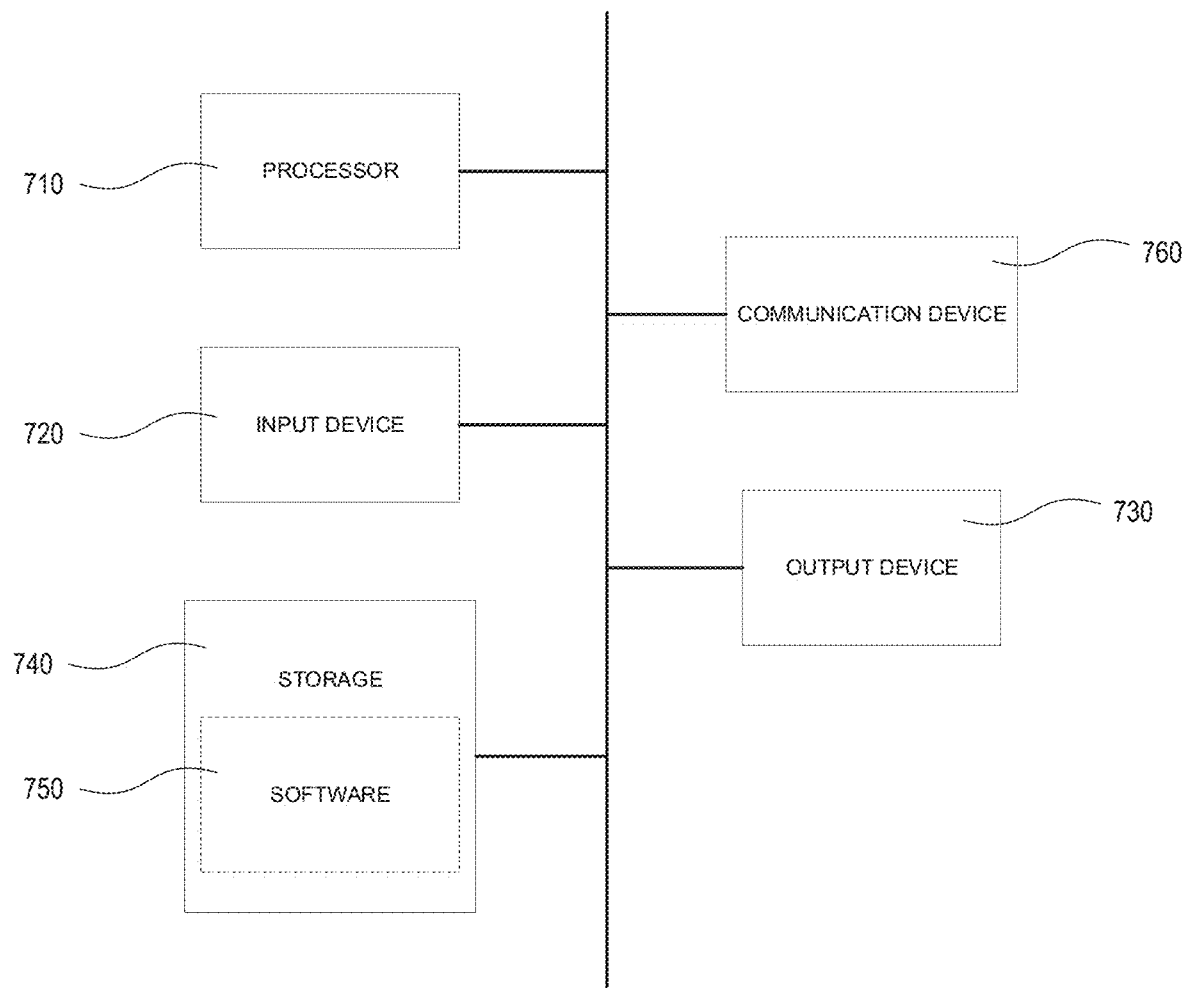 710
PROCESSOR
760
COMMUNICATION DEVICE
720
INPUT DEVICE
730
OUTPUT DEVICE
740
STORAGE
750
SOFTWARE